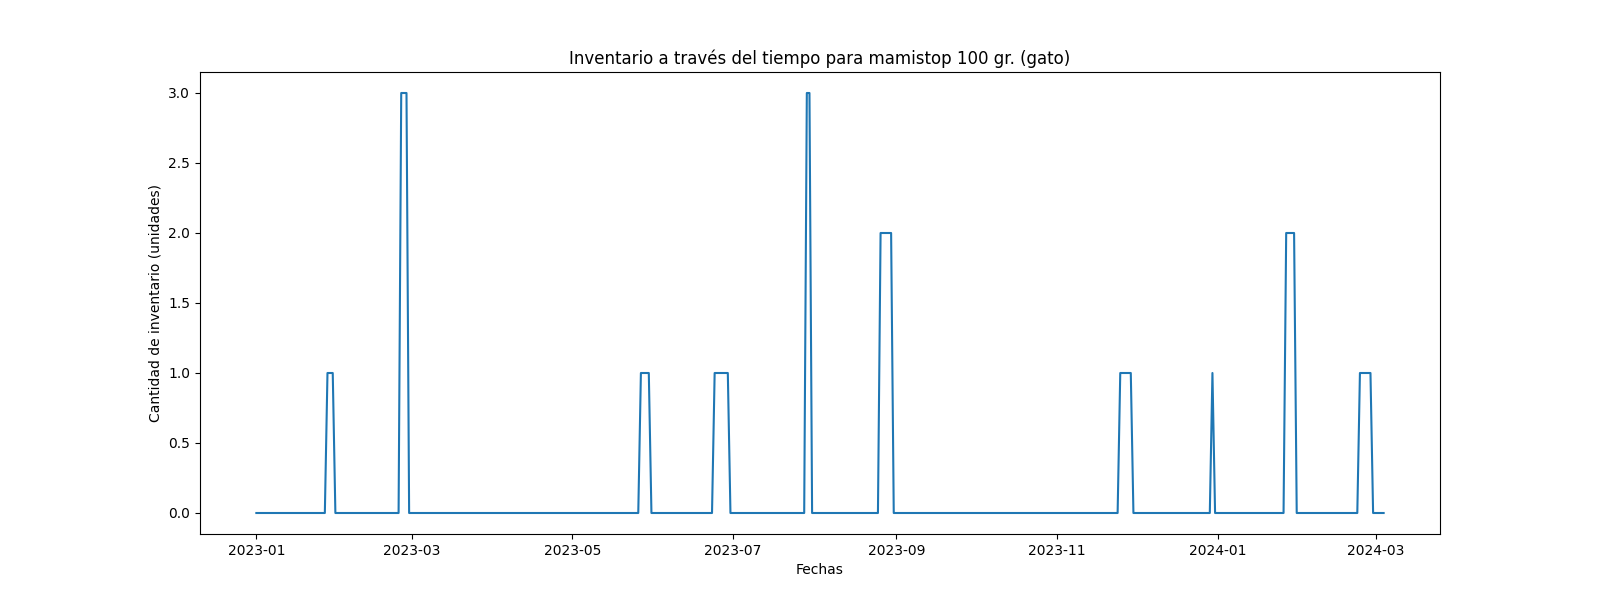 Inventario a través del tiempo para mamistop 100 gr. (gato)
Cantidad de inventario (unidades)
3.0
2.5
2.0
1.5
1.0
0.5
0.0
2023-01 2023-03 2023-05 2023-07 2023-09 2023-11 2024-01 2024-03
Fechas